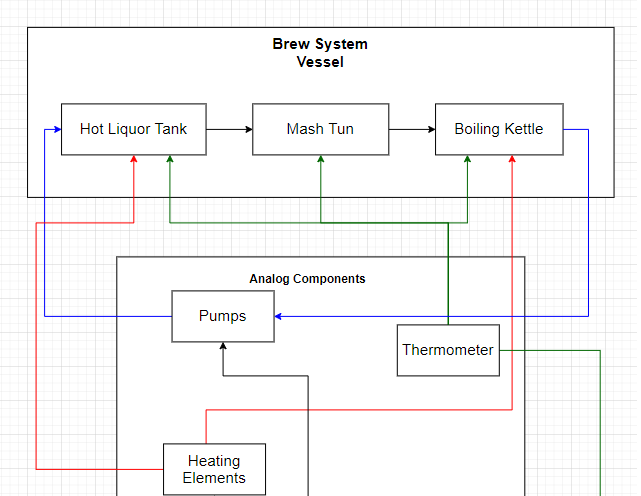 Brew System
Vessel
Hot Liquor Tank
Mash Tun
Boiling Kettle
Analog Components
Pumps
Thermometer
Heating
Elements